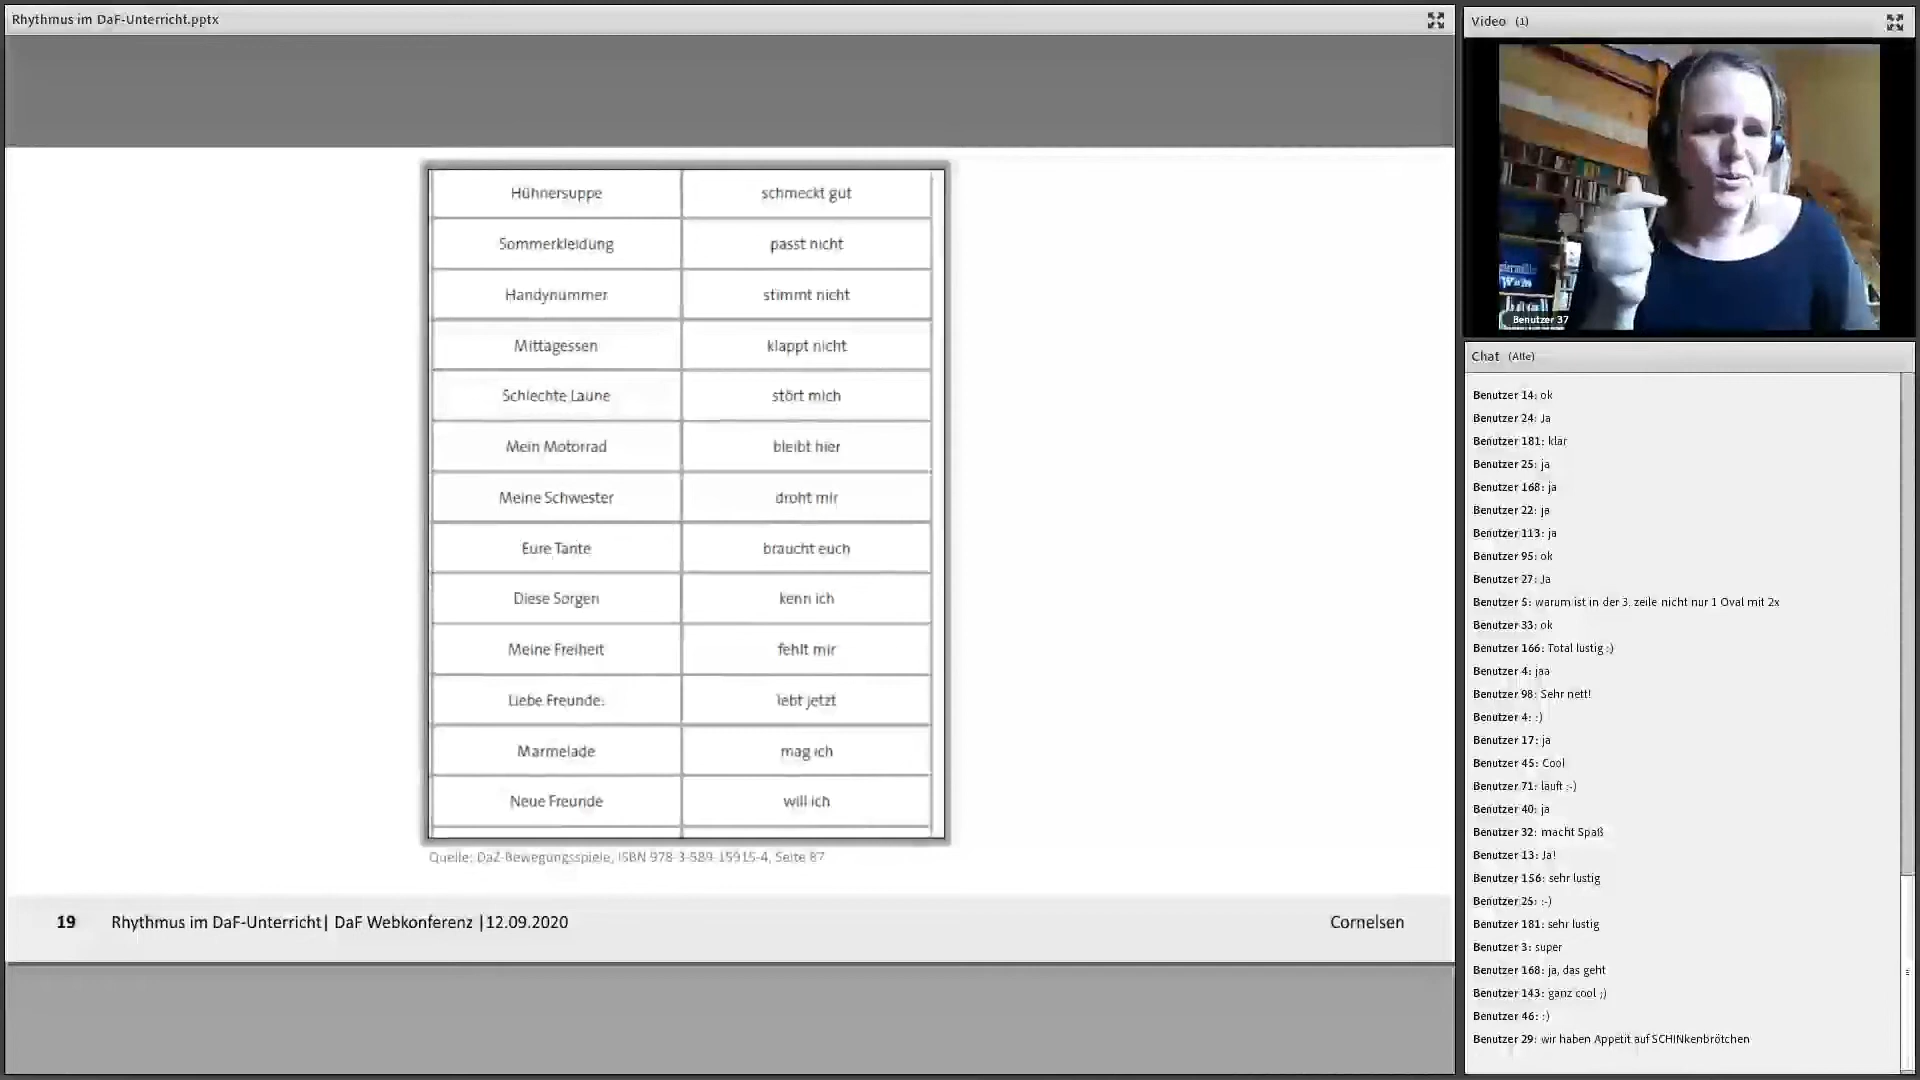 Rhythmus im DaF-Unterricht.pptx
Hühnersuppe schmeckt gut
Sommerkleidung passt nicht
Handynummer stimmt nicht
Mittagessen klappt nicht
Schlechte Laune stört mich
Mein Motorrad bleibt hier
Meine Schwester droht mir
Eure Tante braucht euch
Diese Sorgen kenn ich
Meine Freiheit fehlt mir
Liebe Freunde: lebt jetzt
Marmelade mag ich
Neue Freunde will ich
Quelle: DaZ-Bewegungsspiele, ISBN 978-3-589-15915-4, Seite 87
19 Rhythmus im DaF-Unterricht| DaF Webkonferenz |12.09.2020 Cornelsen
Video (1)
Benutzer 37
Chat (Alle)
Benutzer 14: ok
Benutzer 24: Ja
Benutzer 181: klar
Benutzer 25: ja
Benutzer 168: ja
Benutzer 22: ja
Benutzer 113: ja
Benutzer 95: ok
Benutzer 27: Ja
Benutzer 5: warum ist in der 3. zeile nicht nur 1 Oval mit 2x
Benutzer 33: ok
Benutzer 166: Total lustig :)
Benutzer 4: jaa
Benutzer 98: Sehr nett!
Benutzer 4: :)
Benutzer 17: ja
Benutzer 45: Cool
Benutzer 71: läuft :-)
Benutzer 40: ja
Benutzer 32: macht Spaß
Benutzer 13: Ja!
Benutzer 156: sehr lustig
Benutzer 25: :-)
Benutzer 181: sehr lustig
Benutzer 3: super
Benutzer 168: ja, das geht
Benutzer 143: ganz cool ;)
Benutzer 46: :)
Benutzer 29: wir haben Appetit auf SCHINkenbrötchen